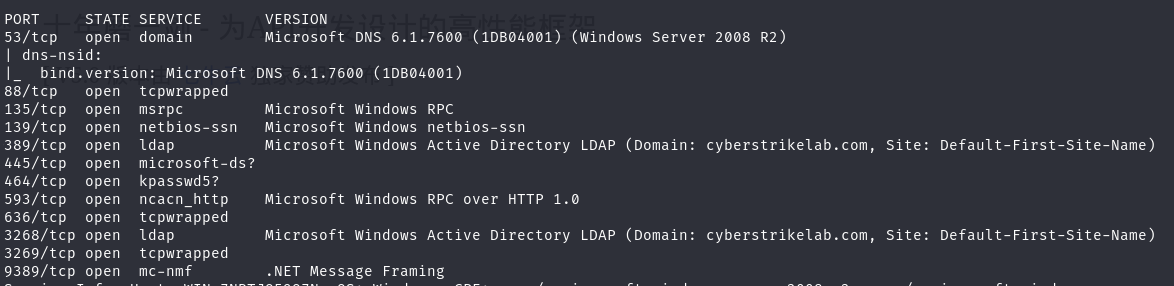 PORT STATE SERVICE VERSION
53/tcp open domain Microsoft DNS 6.1.7600 (1DB04001) (Windows Server 2008 R2)
| dns-nsid:
|_ bind.version: Microsoft DNS 6.1.7600 (1DB04001)
88/tcp open tcpwrapped
135/tcp open msrpc Microsoft Windows RPC
139/tcp open netbios-ssn Microsoft Windows netbios-ssn
389/tcp open ldap Microsoft Windows Active Directory LDAP (Domain: cyberstrikelab.com, Site: Default-First-Site-Name)
445/tcp open microsoft-ds?
464/tcp open kpasswd5?
593/tcp open ncacn_http Microsoft Windows RPC over HTTP 1.0
636/tcp open tcpwrapped
3268/tcp open ldap Microsoft Windows Active Directory LDAP (Domain: cyberstrikelab.com, Site: Default-First-Site-Name)
3269/tcp open tcpwrapped
9389/tcp open mc-nmf .NET Message Framing